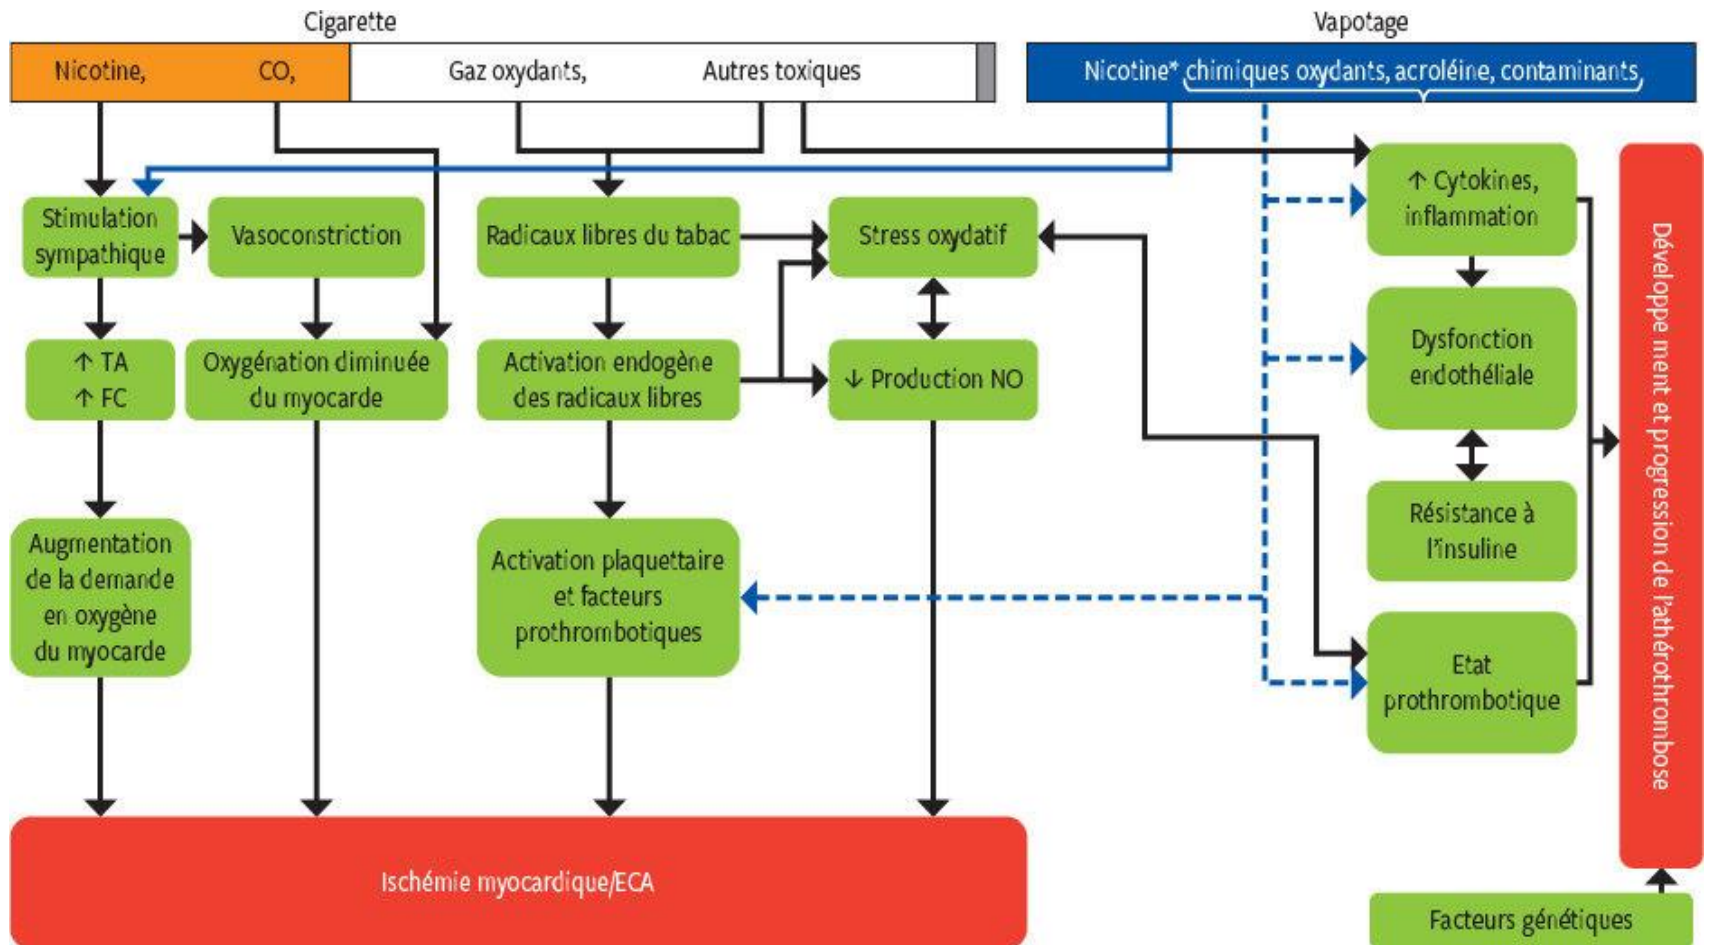 Cigarette
Vapotage
Nicotine, CO, Gaz oxydants, Autres toxiques
Nicotine* chimiques oxydants, acroléine, contaminants,
Stimulation
sympathique
Vasoconstriction
Radicaux libres du tabac
Stress oxydatif
↑ Cytokines,
inflammation
↑ TA
↑ FC
Oxygénation diminuée
du myocarde
Activation endogène
des radicaux libres
↓ Production NO
Dysfonction
endothéliale
Résistance à
l'insuline
Augmentation
de la demande
en oxygène
du myocarde
Activation plaquettaire
et facteurs
prothrombotiques
Etat
prothrombotique
Développe ment et progression de l'athérothrombose
Ischémie myocardique/ECA
Facteurs génétiques